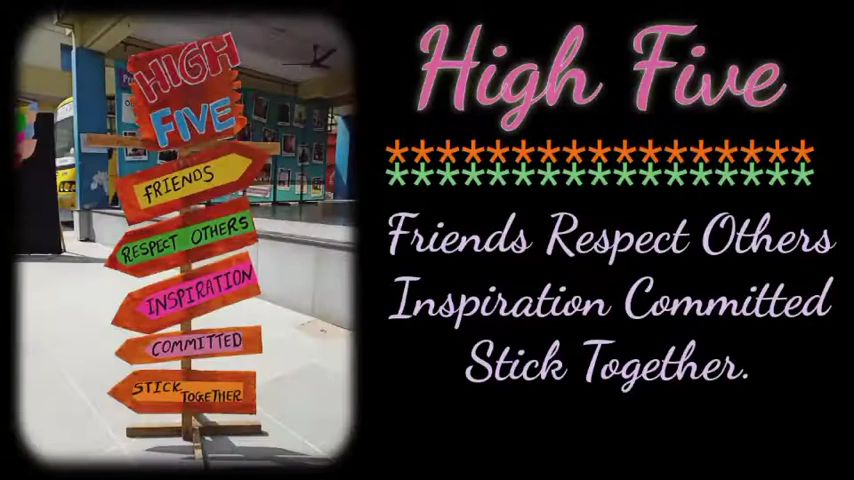 HIGH
FIVE
FRIENDS
RESPECT OTHERS
INSPIRATION
COMMITTED
STICK
TOGETHER
High Five
*****************
*****************
Friends Respect Others
Inspiration Committed
Stick Together.